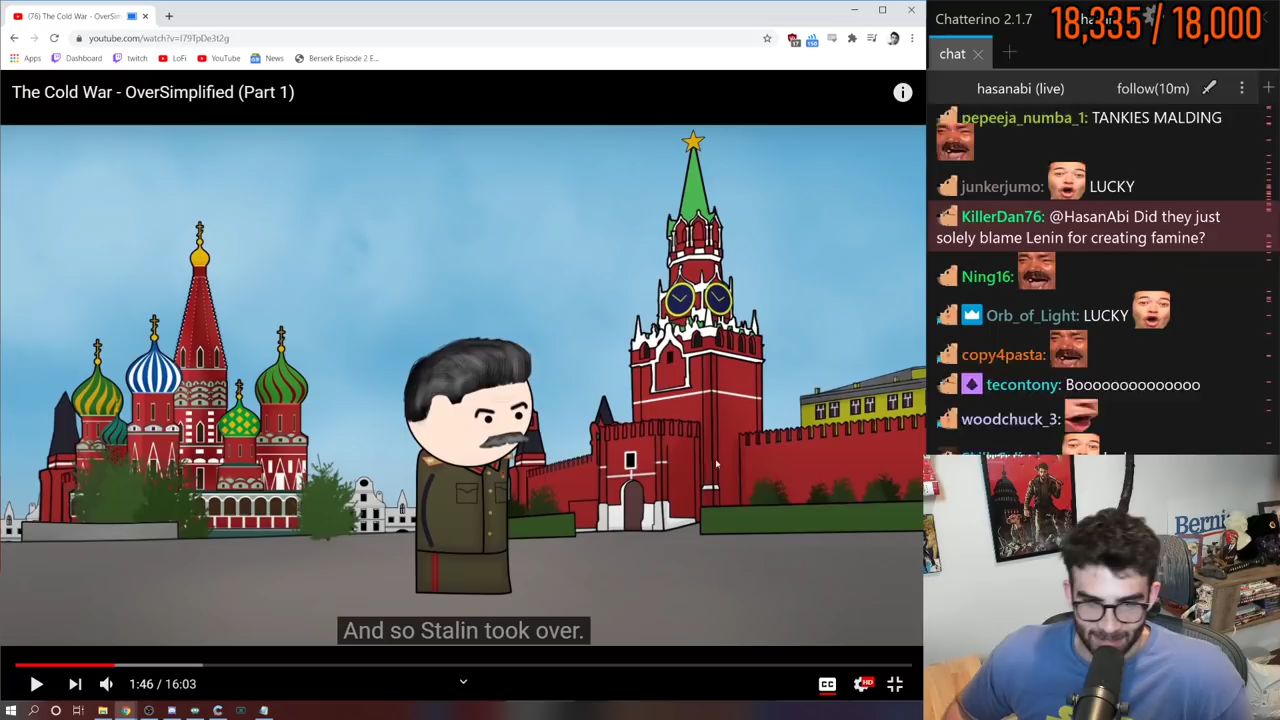 (76) The Cold War - OverSim
youtube.com/watch?v=I79TpDe3t2g
Apps
Dashboard
twitch
LoFi
YouTube
News
Berserk Episode 2 E...
The Cold War - OverSimplified (Part 1)
And so Stalin took over.
1:46 / 16:03
CC
HD
Chatterino 2.1.7
18,335 / 18,000
chat
hasanabi (live)
follow(10m)
pepeeja_numba_1: TANKIES MALDING
junkerjumo: LUCKY
KillerDan76: @HasanAbi Did they just
solely blame Lenin for creating famine?
Ning16:
Orb_of_Light: LUCKY
copy4pasta:
tecontony: Booooooooooooo
woodchuck_3:
Bernie